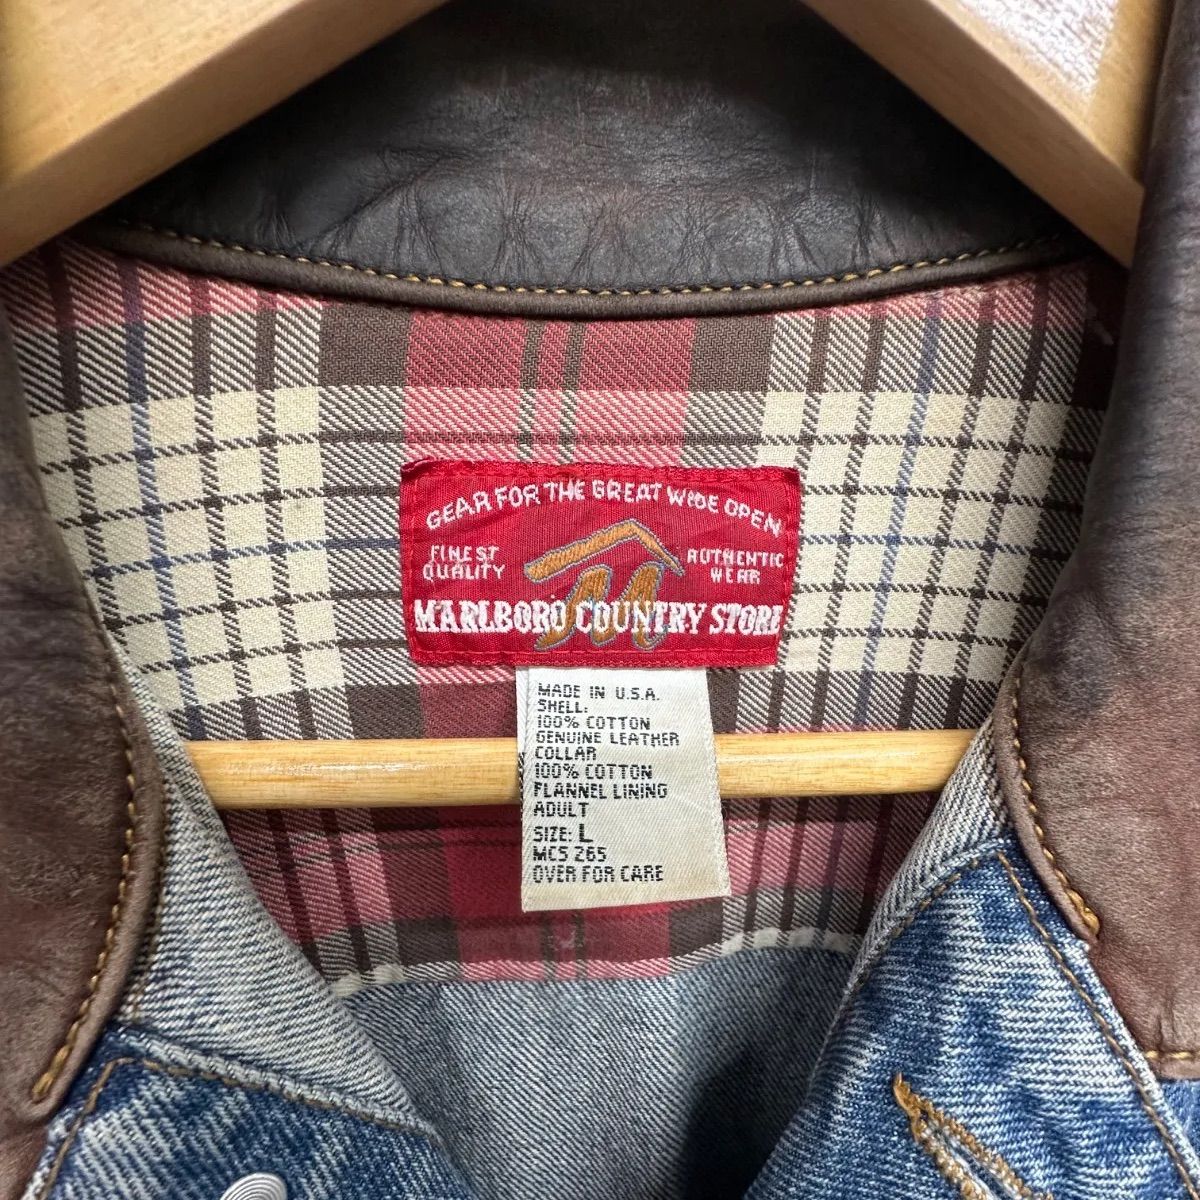 GEAR FOR THE GREAT WIDE OPEN
FINEST QUALITY
AUTHENTIC WEAR
M
MARLBORO COUNTRY STORE
MADE IN U.S.A.
SHELL:
100% COTTON
GENUINE LEATHER
COLLAR
100% COTTON
FLANNEL LINING
ADULT
SIZE: L
MCS 265
OVER FOR CARE